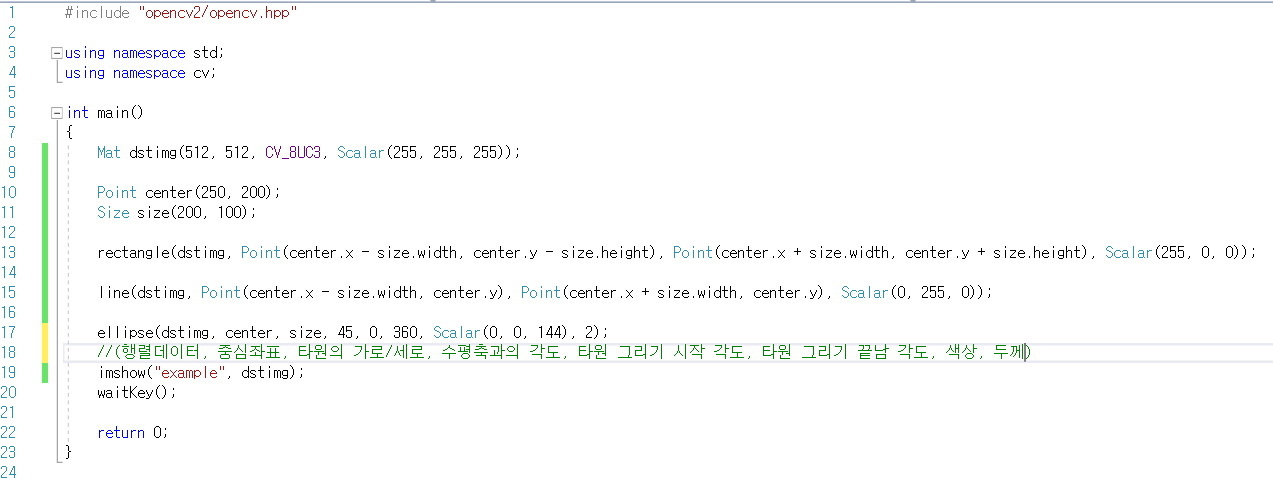 1 #include "opencv2/opencv.hpp"
2
3 using namespace std;
4 using namespace cv;
5
6 int main()
7 {
8 Mat dstimg(512, 512, CV_8UC3, Scalar(255, 255, 255));
9
10 Point center(250, 200);
11 Size size(200, 100);
12
13 rectangle(dstimg, Point(center.x - size.width, center.y - size.height), Point(center.x + size.width, center.y + size.height), Scalar(255, 0, 0));
14
15 line(dstimg, Point(center.x - size.width, center.y), Point(center.x + size.width, center.y), Scalar(0, 255, 0));
16
17 ellipse(dstimg, center, size, 45, 0, 360, Scalar(0, 0, 144), 2);
18 //(행렬데이터, 중심좌표, 타원의 가로/세로, 수평축과의 각도, 타원 그리기 시작 각도, 타원 그리기 끝남 각도, 색상, 두께)
19 imshow("example", dstimg);
20 waitKey();
21
22 return 0;
23 }
24